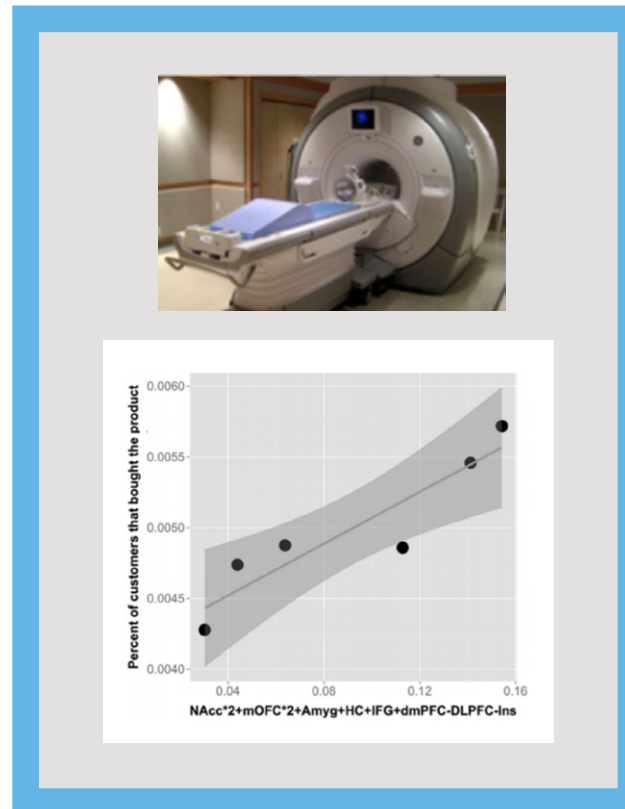 Percent of customers that bought the product
0.0060
0.0055
0.0050
0.0045
0.0040
0.04 0.08 0.12 0.16
NAcc*2+mOFC*2+Amyg+HC+IFG+dmPFC-DLPFC-Ins